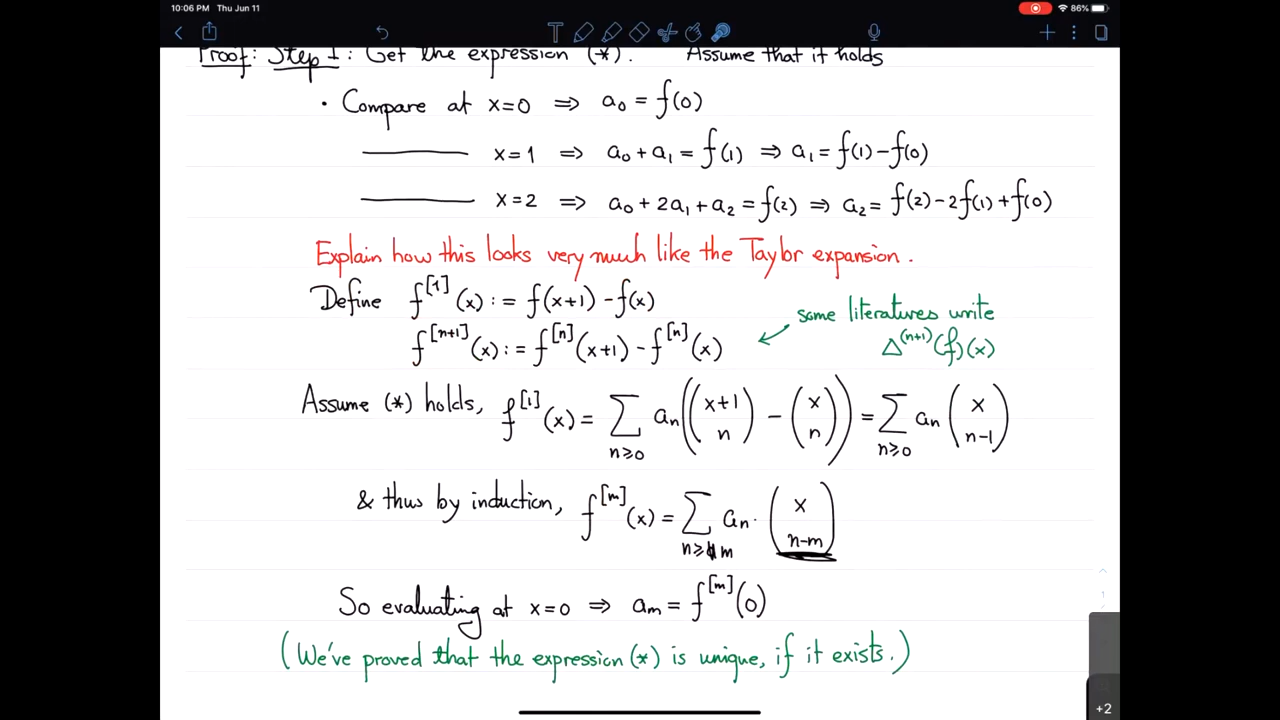 10:06 PM Thu Jun 11
86%
Proof: Step 1: Get the expression (*). Assume that it holds
• Compare at x=0 ⇒ a₀ = f(0)
——— x=1 ⇒ a₀ + a₁ = f(1) ⇒ a₁ = f(1) - f(0)
——— x=2 ⇒ a₀ + 2a₁ + a₂ = f(2) ⇒ a₂ = f(2) - 2f(1) + f(0)
Explain how this looks very much like the Taylor expansion.
Define f^[1](x) := f(x+1) - f(x)
some literatures write
f^[n+1](x) := f^[n](x+1) - f^[n](x)
Δ^(n+1)(f)(x)
Assume (*) holds, f^[1](x) = ∑_{n≥0} aₙ((x+1 n) - (x n)) = ∑_{n≥0} aₙ (x n-1)
& thus by induction, f^[m](x) = ∑_{n≥m} aₙ · (x n-m)
So evaluating at x=0 ⇒ aₘ = f^[m](0)
(We've proved that the expression (*) is unique, if it exists.)
+2